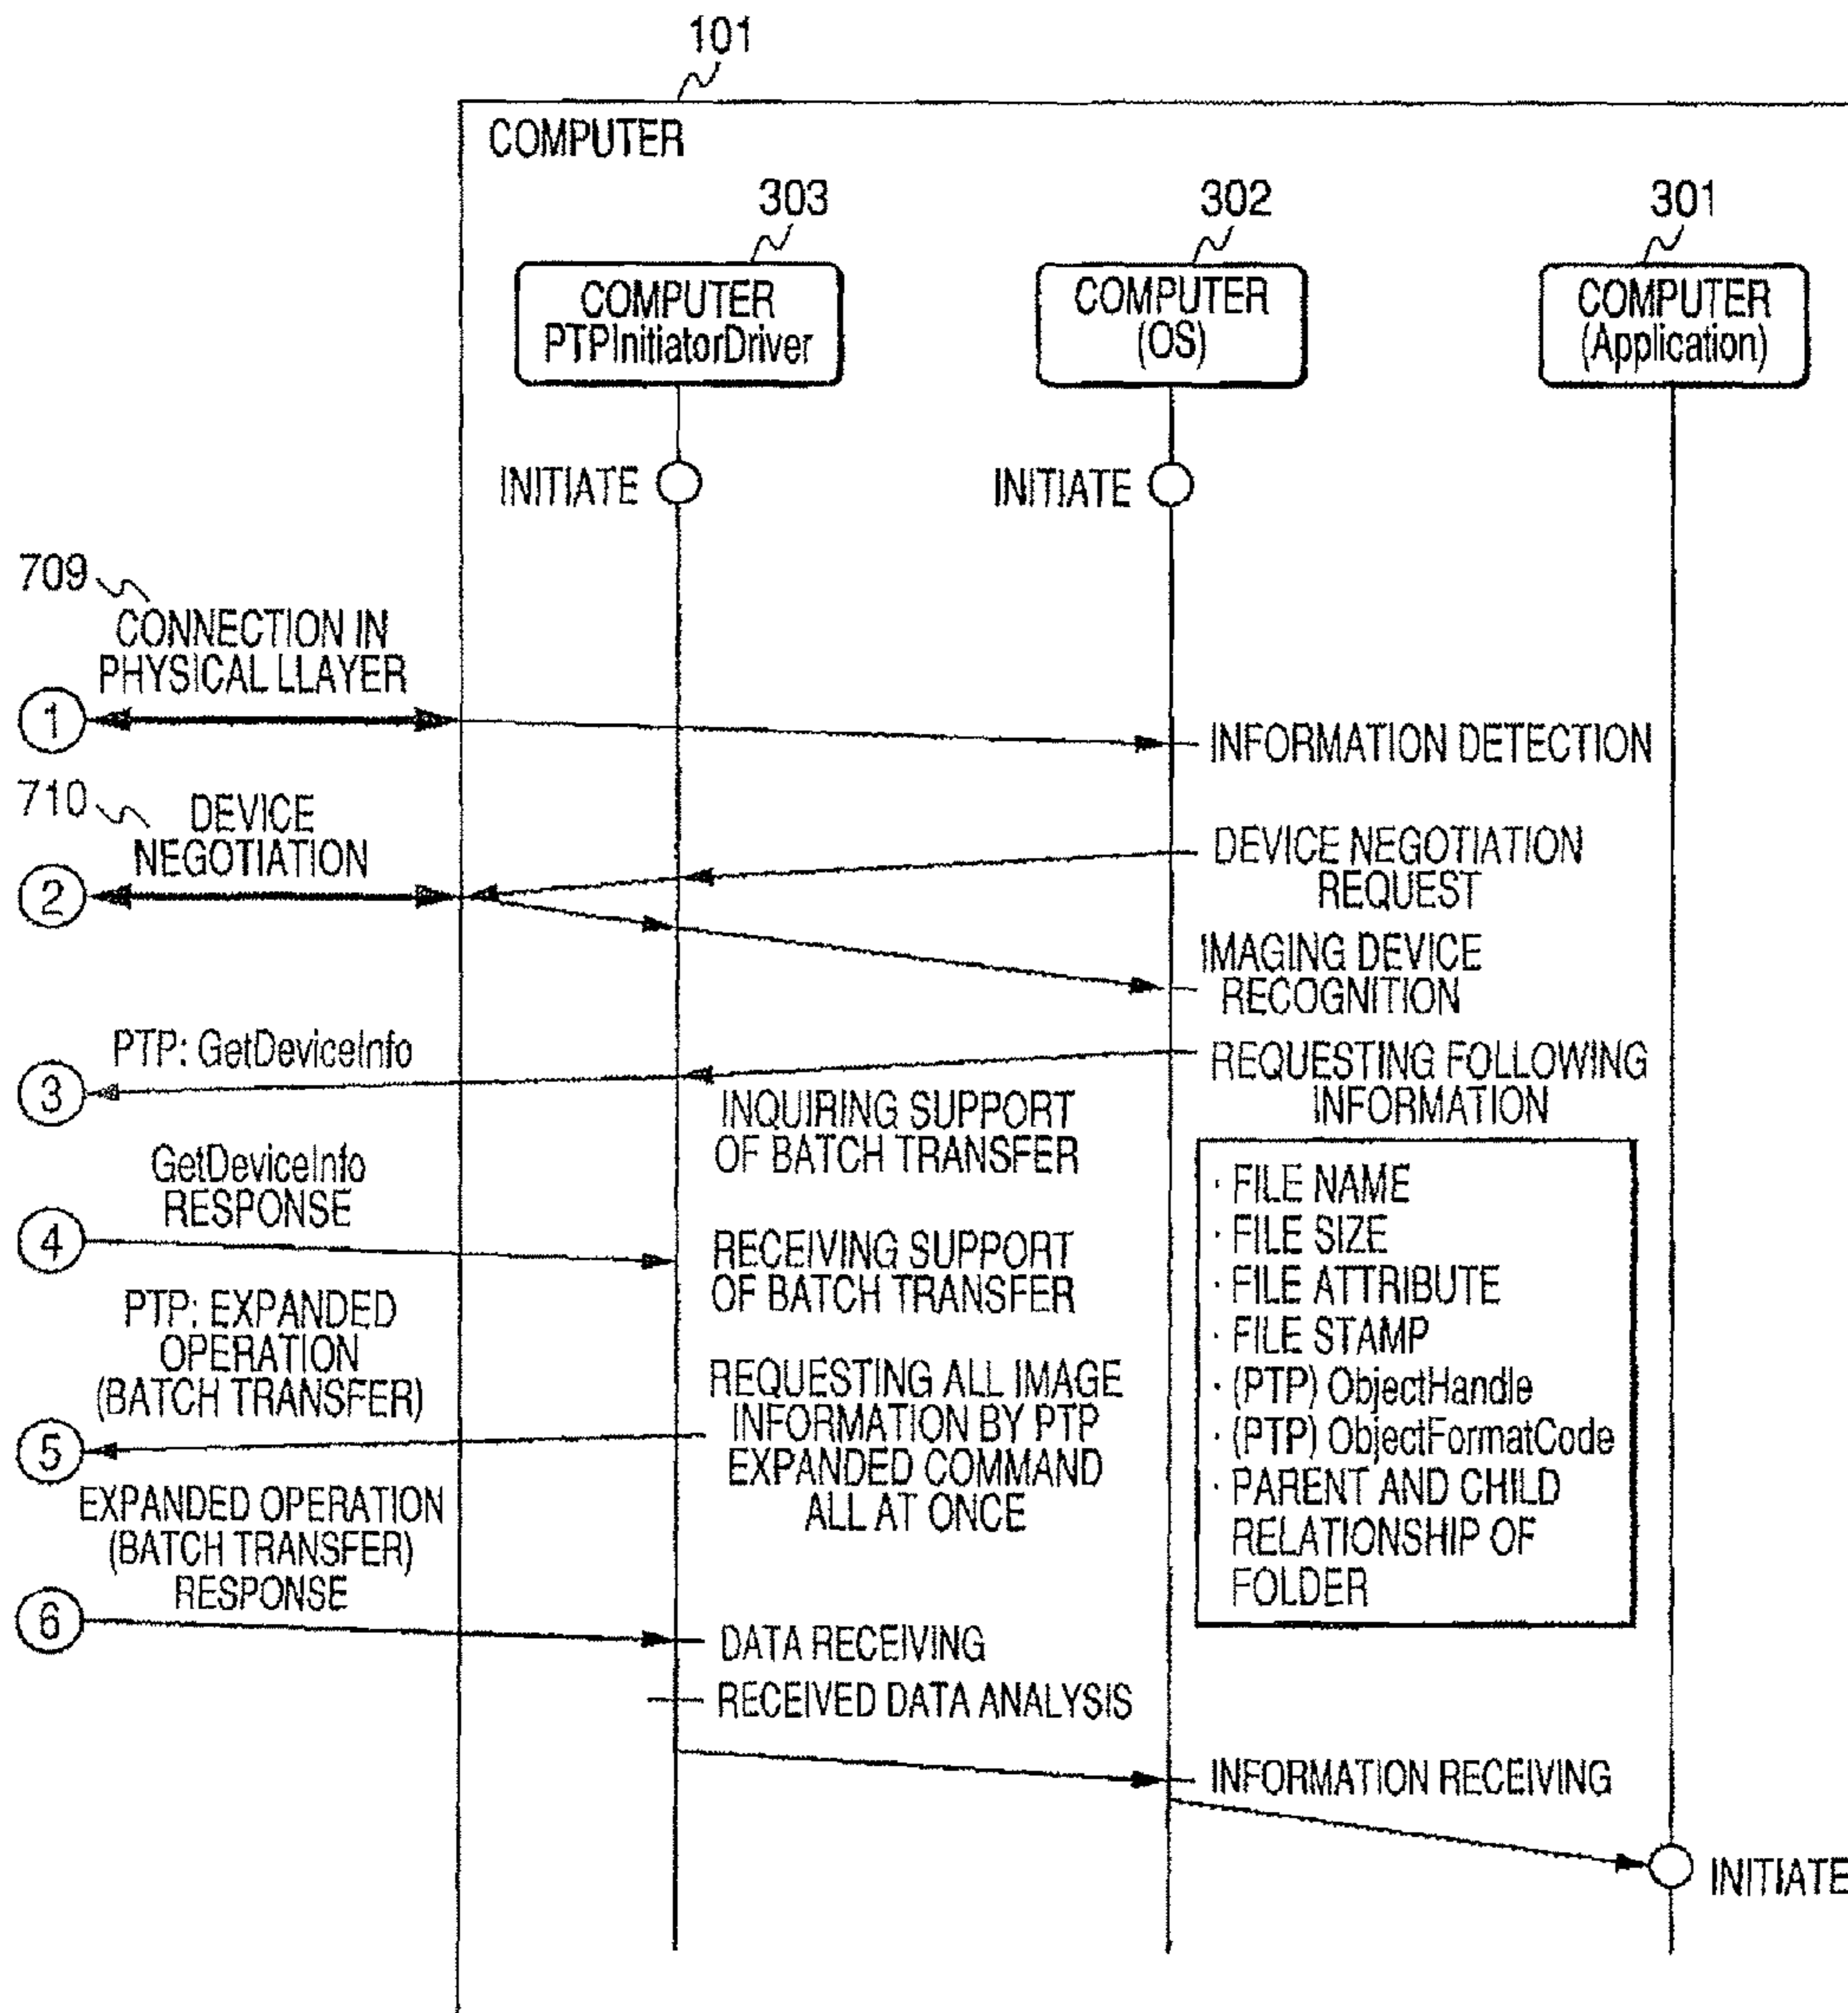 101
COMPUTER
303
302
301
COMPUTER
PTPInitiatorDriver
COMPUTER
(OS)
COMPUTER
(Application)
INITIATE
INITIATE
709
CONNECTION IN
PHYSICAL LLAYER
1
INFORMATION DETECTION
710
DEVICE
NEGOTIATION
2
DEVICE NEGOTIATION
REQUEST
IMAGING DEVICE
RECOGNITION
PTP: GetDeviceInfo
3
REQUESTING FOLLOWING
INFORMATION
INQUIRING SUPPORT
OF BATCH TRANSFER
GetDeviceInfo
RESPONSE
4
RECEIVING SUPPORT
OF BATCH TRANSFER
· FILE NAME
· FILE SIZE
· FILE ATTRIBUTE
· FILE STAMP
· (PTP) ObjectHandle
· (PTP) ObjectFormatCode
· PARENT AND CHILD
RELATIONSHIP OF
FOLDER
PTP: EXPANDED
OPERATION
(BATCH TRANSFER)
5
REQUESTING ALL IMAGE
INFORMATION BY PTP
EXPANDED COMMAND
ALL AT ONCE
EXPANDED OPERATION
(BATCH TRANSFER)
RESPONSE
6
DATA RECEIVING
RECEIVED DATA ANALYSIS
INFORMATION RECEIVING
INITIATE